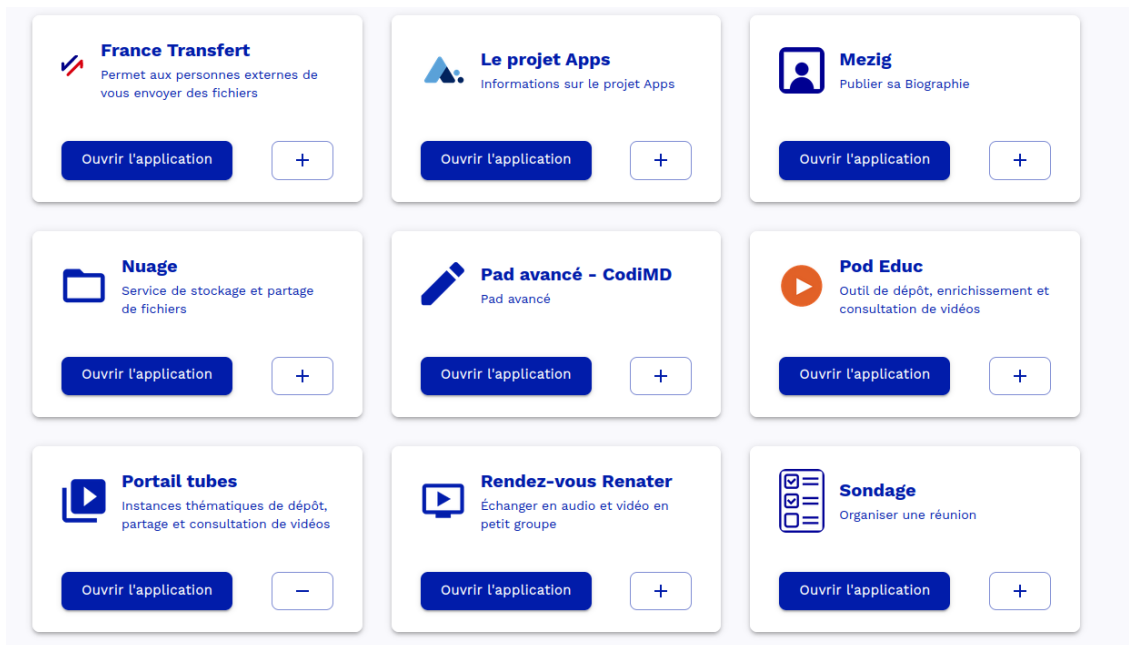 France Transfert
Permet aux personnes externes de
vous envoyer des fichiers
Ouvrir l'application
+
Le projet Apps
Informations sur le projet Apps
Ouvrir l'application
+
Mezig
Publier sa Biographie
Ouvrir l'application
+
Nuage
Service de stockage et partage
de fichiers
Ouvrir l'application
+
Pad avancé - CodiMD
Pad avancé
Ouvrir l'application
+
Pod Educ
Outil de dépôt, enrichissement et
consultation de vidéos
Ouvrir l'application
+
Portail tubes
Instances thématiques de dépôt,
partage et consultation de vidéos
Ouvrir l'application
−
Rendez-vous Renater
Échanger en audio et vidéo en
petit groupe
Ouvrir l'application
+
Sondage
Organiser une réunion
Ouvrir l'application
+